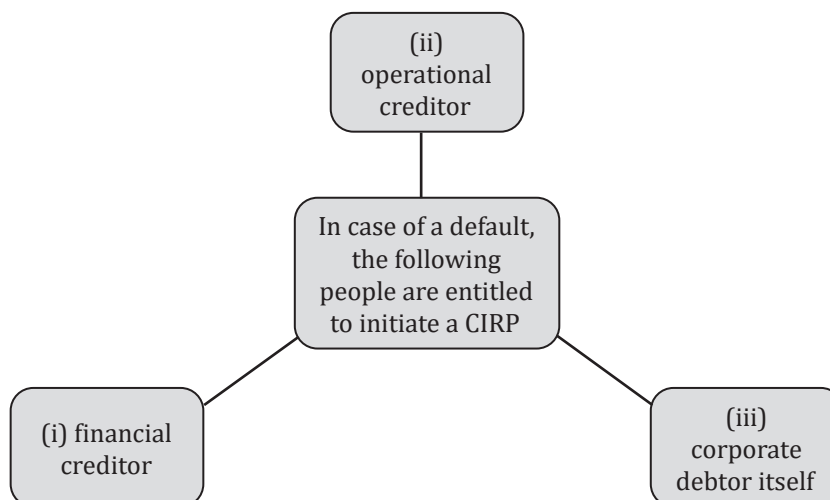 (ii)
operational
creditor
In case of a default,
the following
people are entitled
to initiate a CIRP
(i) financial
creditor
(iii)
corporate
debtor itself